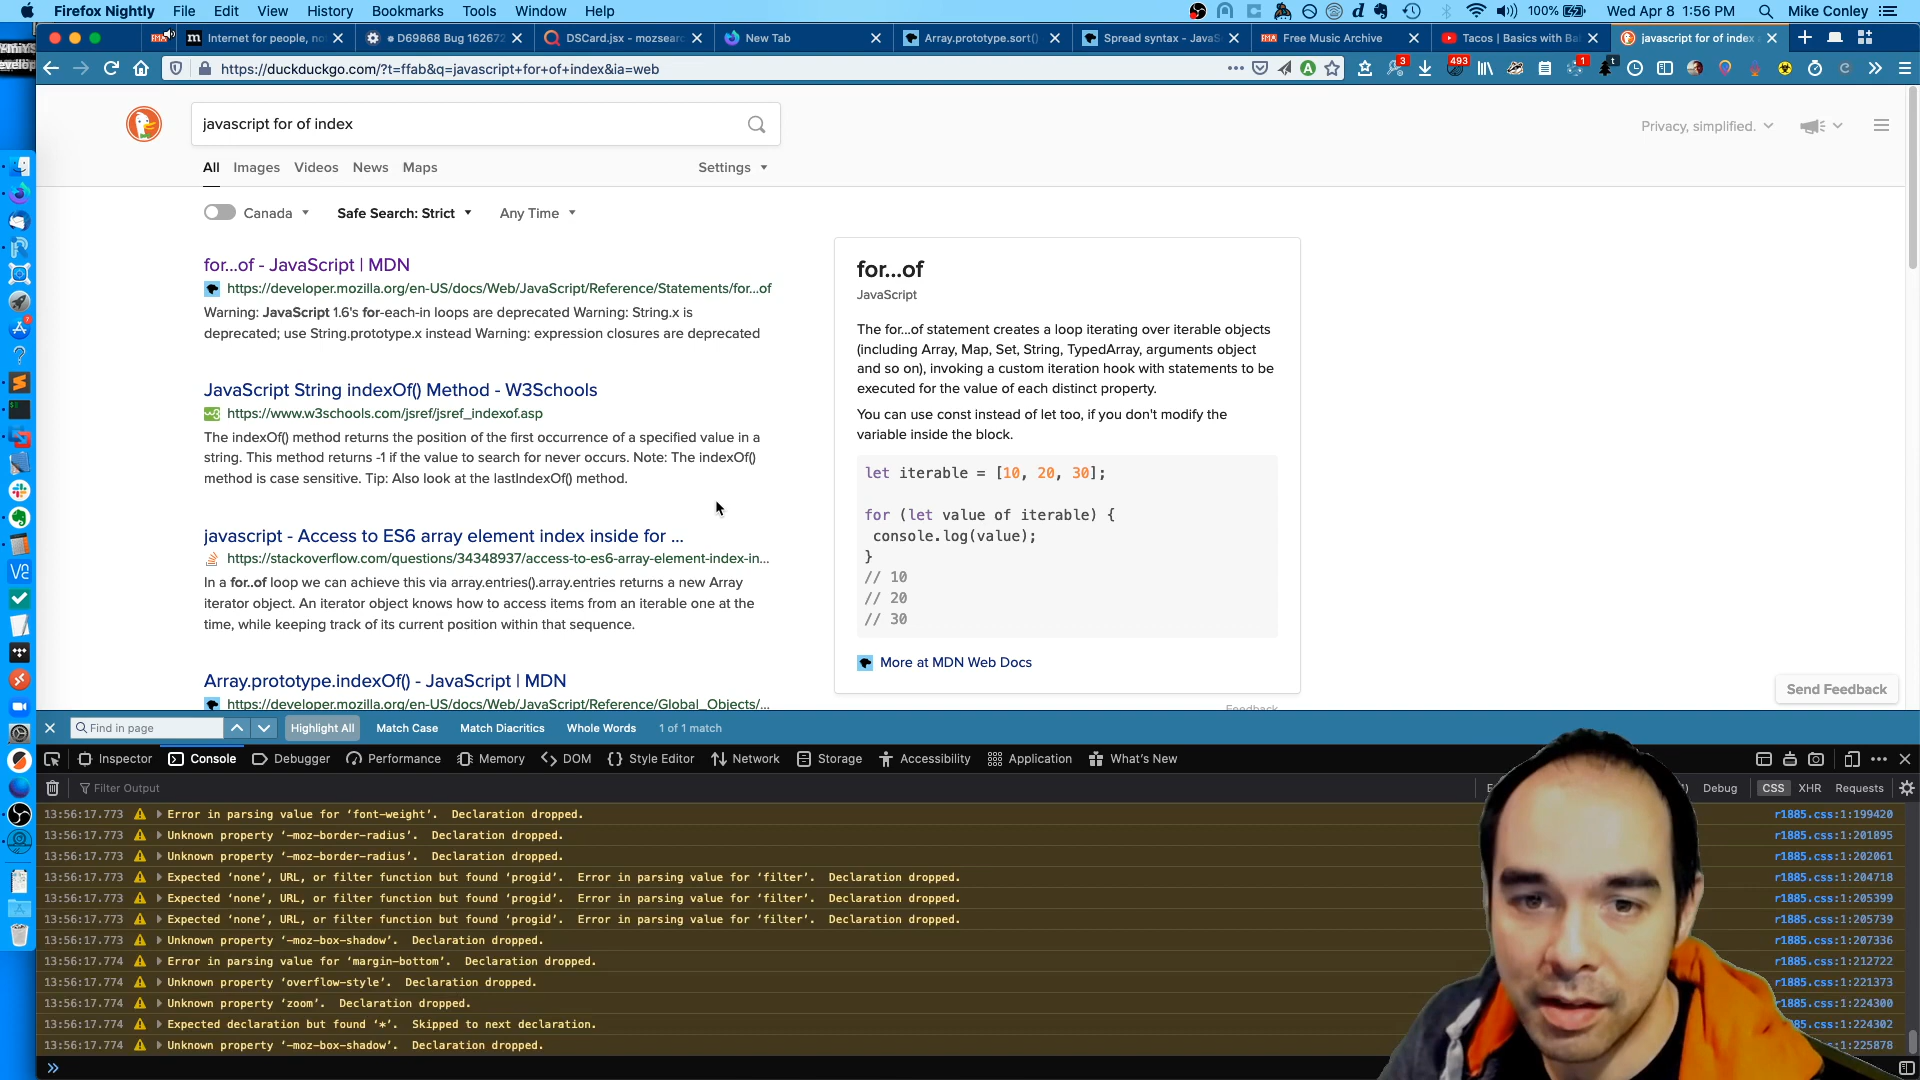 Firefox Nightly File Edit View History Bookmarks Tools Window Help
100% Wed Apr 8 1:56 PM Mike Conley
Internet for people, no
D69868 Bug 16267
DSCard.jsx - mozsear
New Tab
Array.prototype.sort()
Spread syntax - JavaS
Free Music Archive
Tacos | Basics with Ba
javascript for of index
https://duckduckgo.com/?t=ffab&q=javascript+for+of+index&ia=web
3
493
1
javascript for of index
Privacy, simplified.
All Images Videos News Maps
Settings
Canada
Safe Search: Strict
Any Time
for...of - JavaScript | MDN
https://developer.mozilla.org/en-US/docs/Web/JavaScript/Reference/Statements/for...of
Warning: JavaScript 1.6's for-each-in loops are deprecated Warning: String.x is
deprecated; use String.prototype.x instead Warning: expression closures are deprecated
JavaScript String indexOf() Method - W3Schools
https://www.w3schools.com/jsref/jsref_indexof.asp
The indexOf() method returns the position of the first occurrence of a specified value in a
string. This method returns -1 if the value to search for never occurs. Note: The indexOf()
method is case sensitive. Tip: Also look at the lastIndexOf() method.
javascript - Access to ES6 array element index inside for ...
https://stackoverflow.com/questions/34348937/access-to-es6-array-element-index-in...
In a for..of loop we can achieve this via array.entries().array.entries returns a new Array
iterator object. An iterator object knows how to access items from an iterable one at the
time, while keeping track of its current position within that sequence.
Array.prototype.indexOf() - JavaScript | MDN
https://developer.mozilla.org/en-US/docs/Web/JavaScript/Reference/Global_Objects/...
for...of
JavaScript
The for...of statement creates a loop iterating over iterable objects
(including Array, Map, Set, String, TypedArray, arguments object
and so on), invoking a custom iteration hook with statements to be
executed for the value of each distinct property.
You can use const instead of let too, if you don't modify the
variable inside the block.
let iterable = [10, 20, 30];
for (let value of iterable) {
console.log(value);
}
// 10
// 20
// 30
More at MDN Web Docs
Send Feedback
Feedback
Find in page
Highlight All
Match Case
Match Diacritics
Whole Words
1 of 1 match
Inspector Console Debugger Performance Memory DOM Style Editor Network Storage Accessibility Application What's New
Filter Output
Debug CSS XHR Requests
13:56:17.773 Error in parsing value for ‘font-weight’. Declaration dropped. r1885.css:1:199420
13:56:17.773 Unknown property ‘-moz-border-radius’. Declaration dropped. r1885.css:1:201895
13:56:17.773 Unknown property ‘-moz-border-radius’. Declaration dropped. r1885.css:1:202061
13:56:17.773 Expected ‘none’, URL, or filter function but found ‘progid’. Error in parsing value for ‘filter’. Declaration dropped. r1885.css:1:204718
13:56:17.773 Expected ‘none’, URL, or filter function but found ‘progid’. Error in parsing value for ‘filter’. Declaration dropped. r1885.css:1:205399
13:56:17.773 Expected ‘none’, URL, or filter function but found ‘progid’. Error in parsing value for ‘filter’. Declaration dropped. r1885.css:1:205739
13:56:17.773 Unknown property ‘-moz-box-shadow’. Declaration dropped. r1885.css:1:207336
13:56:17.774 Error in parsing value for ‘margin-bottom’. Declaration dropped. r1885.css:1:212722
13:56:17.774 Unknown property ‘overflow-style’. Declaration dropped. r1885.css:1:221373
13:56:17.774 Unknown property ‘zoom’. Declaration dropped. r1885.css:1:224300
13:56:17.774 Expected declaration but found ‘*’. Skipped to next declaration. 85.css:1:224302
13:56:17.774 Unknown property ‘-moz-box-shadow’. Declaration dropped. :1:225878